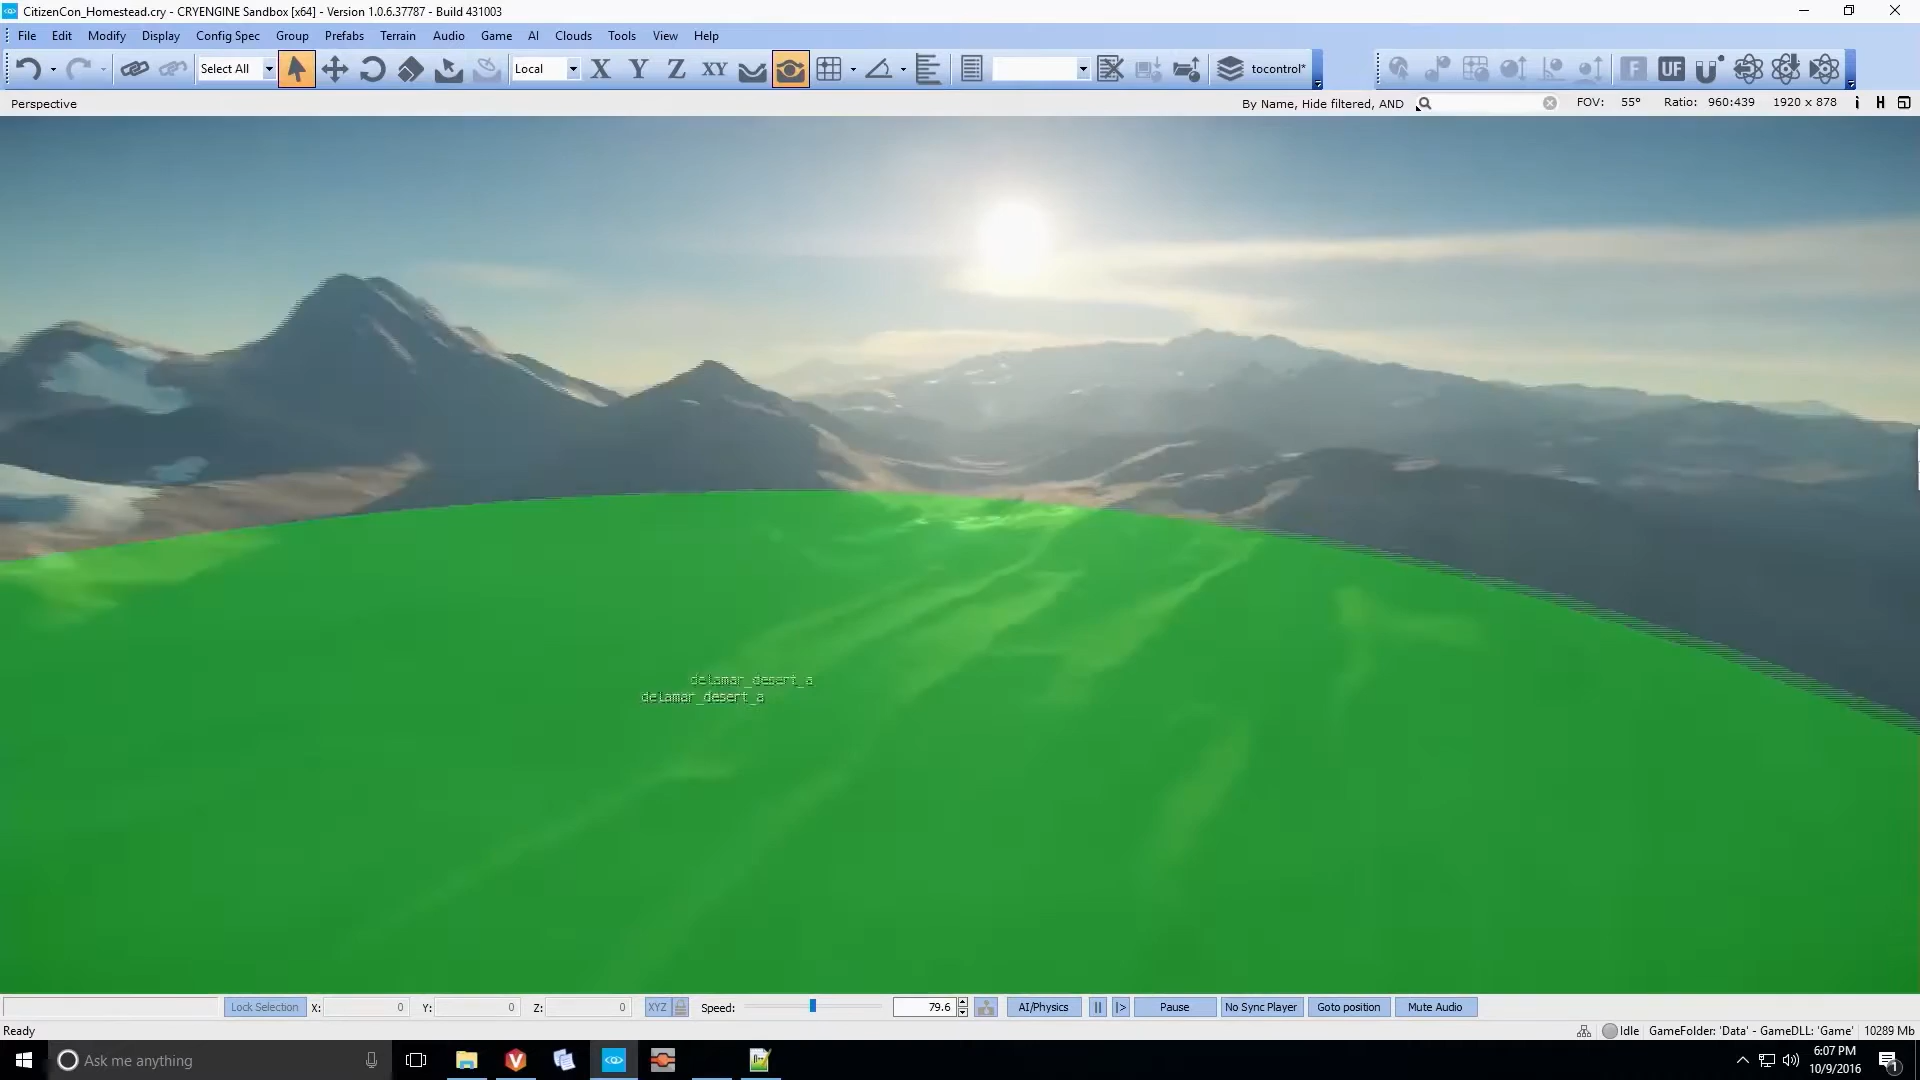 CitizenCon_Homestead.cry - CRYENGINE Sandbox [x64] - Version 1.0.6.37787 - Build 431003
File Edit Modify Display Config Spec Group Prefabs Terrain Audio Game AI Clouds Tools View Help
Select All Local X Y Z XY tocontrol* F UF
Perspective By Name, Hide filtered, AND FOV: 55° Ratio: 960:439 1920 x 878 i H
delamar_desert_a
delamar_desert_a
Lock Selection X: 0 Y: 0 Z: 0 XYZ Speed: 79.6 AI/Physics Pause No Sync Player Goto position Mute Audio
Ready Idle GameFolder: 'Data' - GameDLL: 'Game' 10289 Mb
Ask me anything 6:07 PM
10/9/2016 1